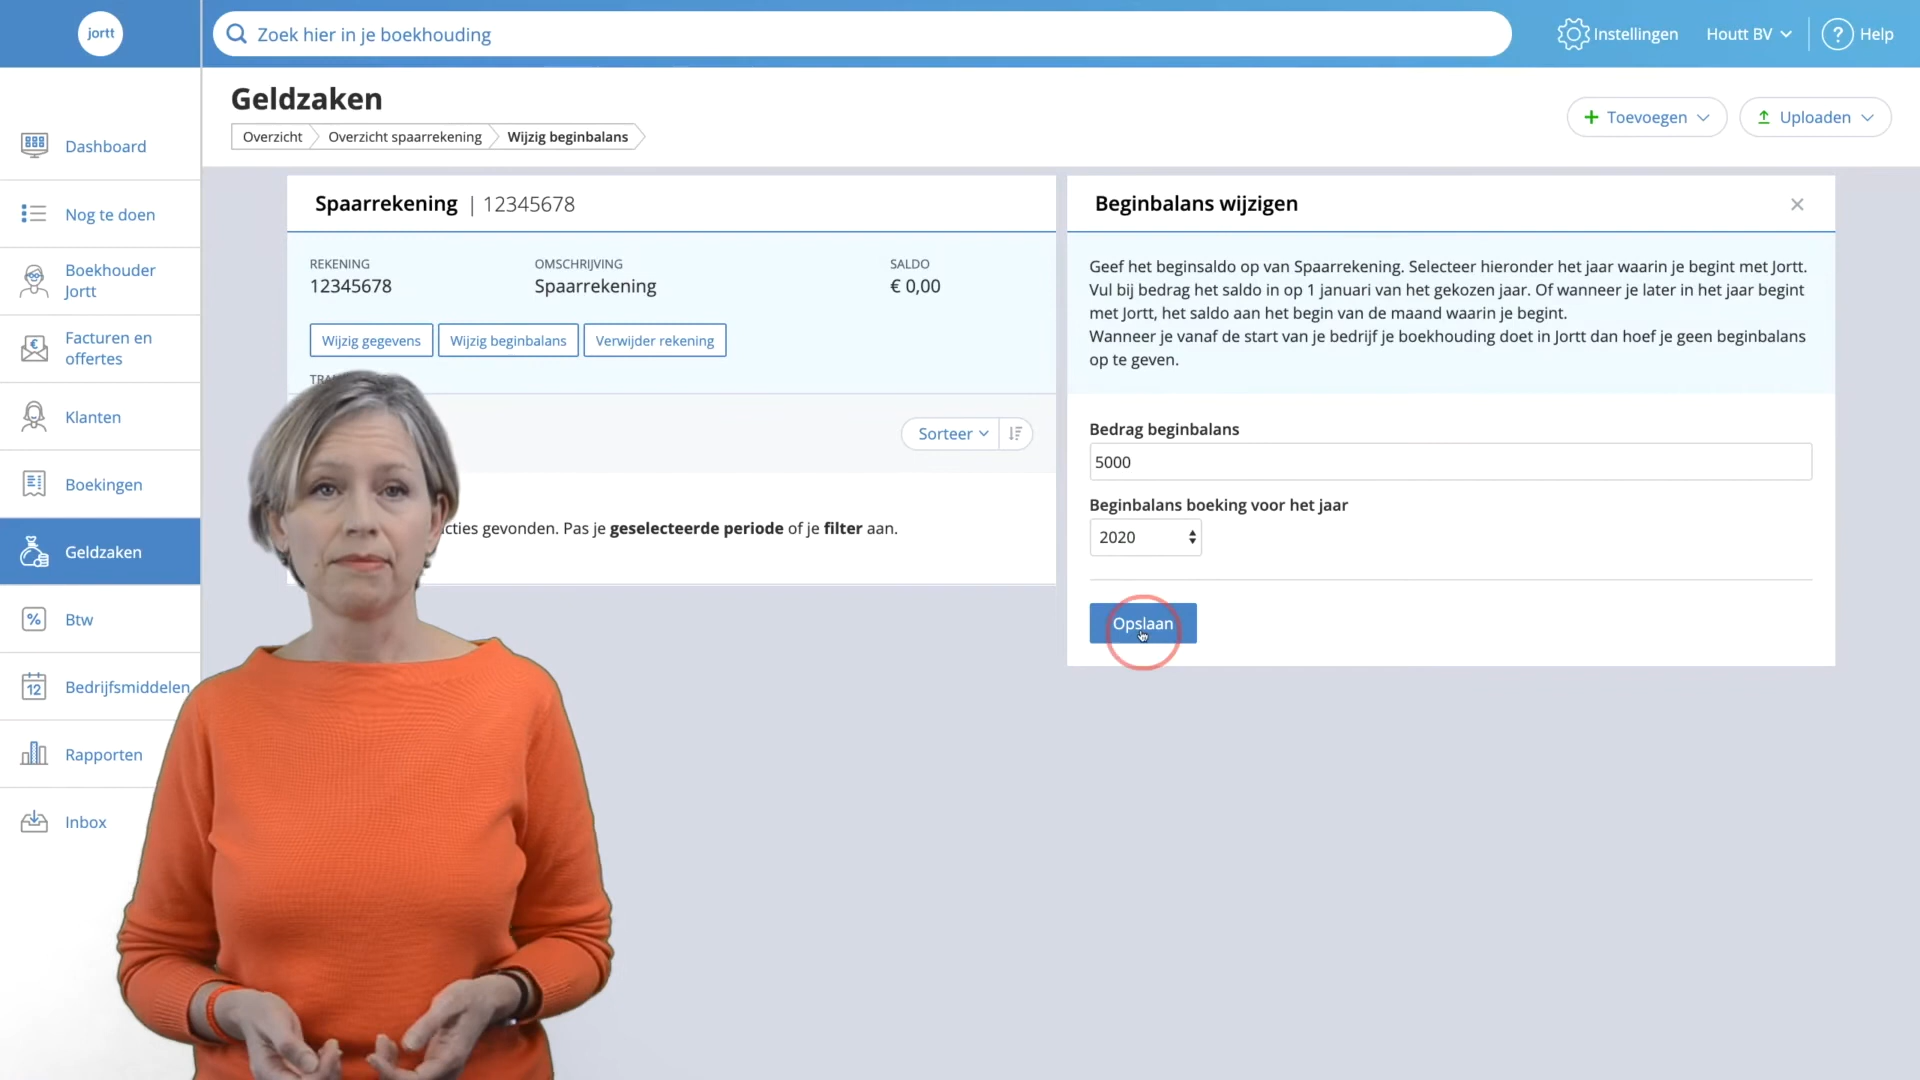 jortt
Zoek hier in je boekhouding
Instellingen
Houtt BV
? Help
Geldzaken
Overzicht
Overzicht spaarrekening
Wijzig beginbalans
+ Toevoegen
Uploaden
Dashboard
Nog te doen
Boekhouder
Jortt
Facturen en
offertes
Klanten
Boekingen
Geldzaken
Btw
12
Bedrijfsmiddelen
Rapporten
Inbox
Spaarrekening | 12345678
REKENING
12345678
OMSCHRIJVING
Spaarrekening
SALDO
€ 0,00
Wijzig gegevens
Wijzig beginbalans
Verwijder rekening
Sorteer
gevonden. Pas je geselecteerde periode of je filter aan.
Beginbalans wijzigen
Geef het beginsaldo op van Spaarrekening. Selecteer hieronder het jaar waarin je begint met Jortt.
Vul bij bedrag het saldo in op 1 januari van het gekozen jaar. Of wanneer je later in het jaar begint
met Jortt, het saldo aan het begin van de maand waarin je begint.
Wanneer je vanaf de start van je bedrijf je boekhouding doet in Jortt dan hoef je geen beginbalans
op te geven.
Bedrag beginbalans
5000
Beginbalans boeking voor het jaar
2020
Opslaan